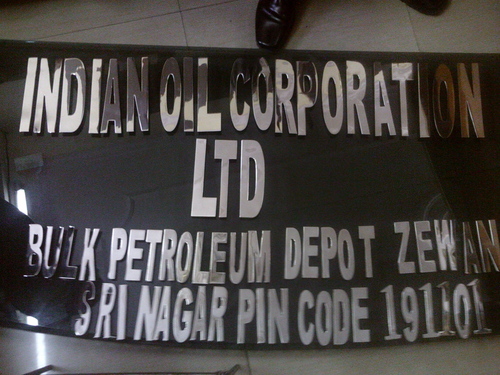 INDIAN OIL CORPORATION
LTD
BULK PETROLEUM DEPOT ZEWAN
SRI NAGAR PIN CODE 191101